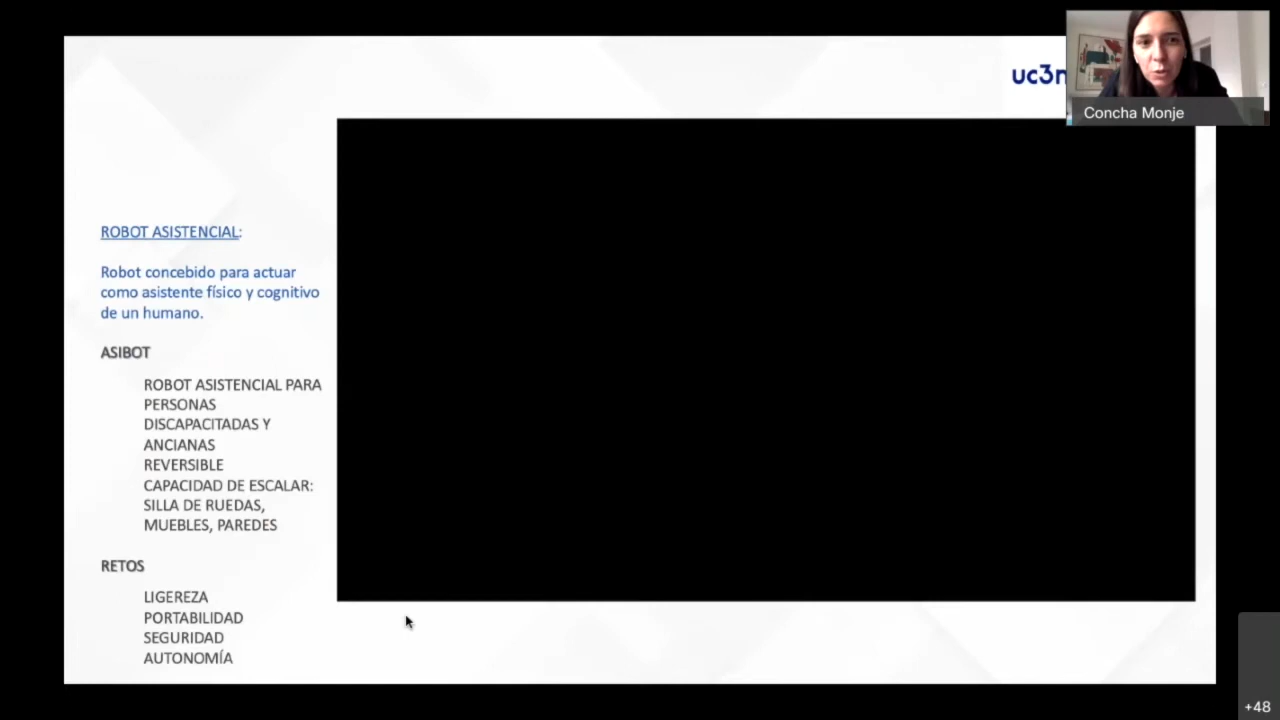 uc3m
Concha Monje
ROBOT ASISTENCIAL:
Robot concebido para actuar
como asistente físico y cognitivo
de un humano.
ASIBOT
ROBOT ASISTENCIAL PARA
PERSONAS
DISCAPACITADAS Y
ANCIANAS
REVERSIBLE
CAPACIDAD DE ESCALAR:
SILLA DE RUEDAS,
MUEBLES, PAREDES
RETOS
LIGEREZA
PORTABILIDAD
SEGURIDAD
AUTONOMÍA
+48